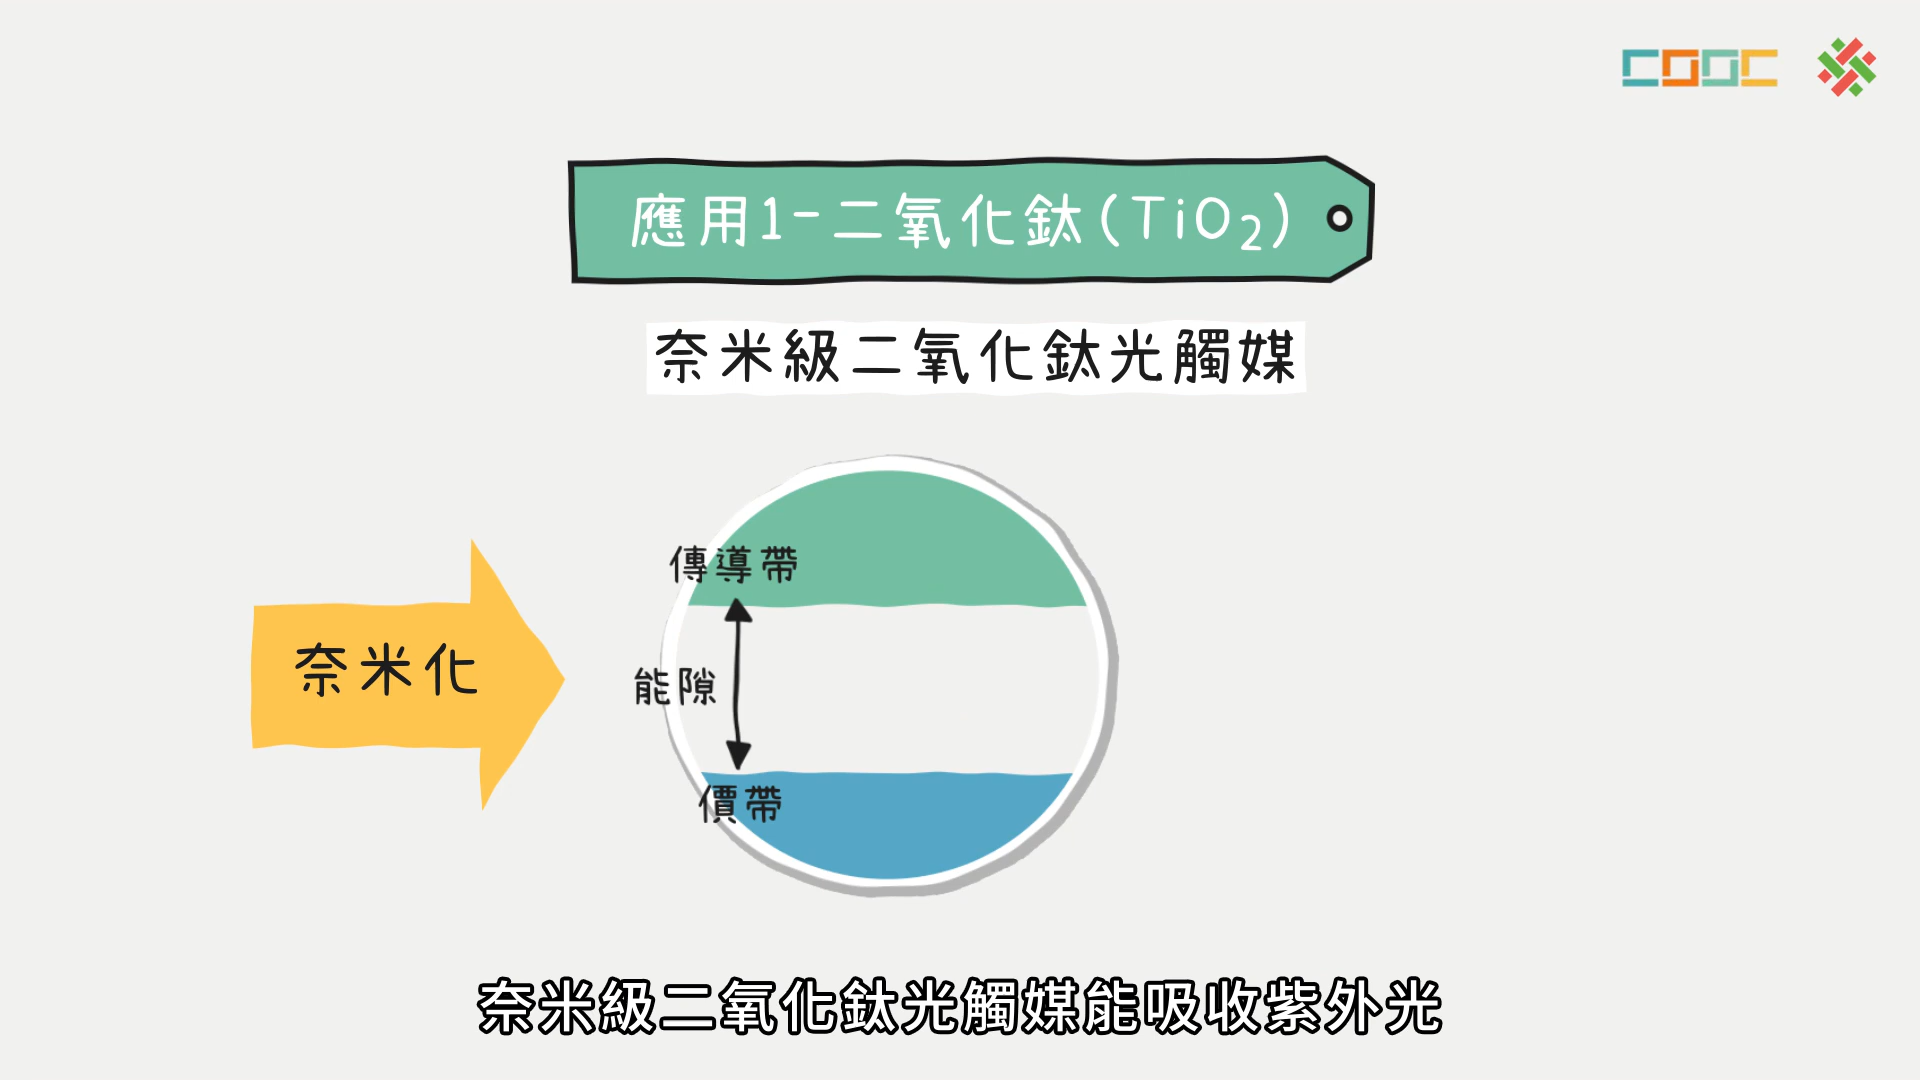 COOC
應用1-二氧化鈦(TiO₂)
奈米級二氧化鈦光觸媒
傳導帶
奈米化
能隙
價帶
奈米級二氧化鈦光觸媒能吸收紫外光